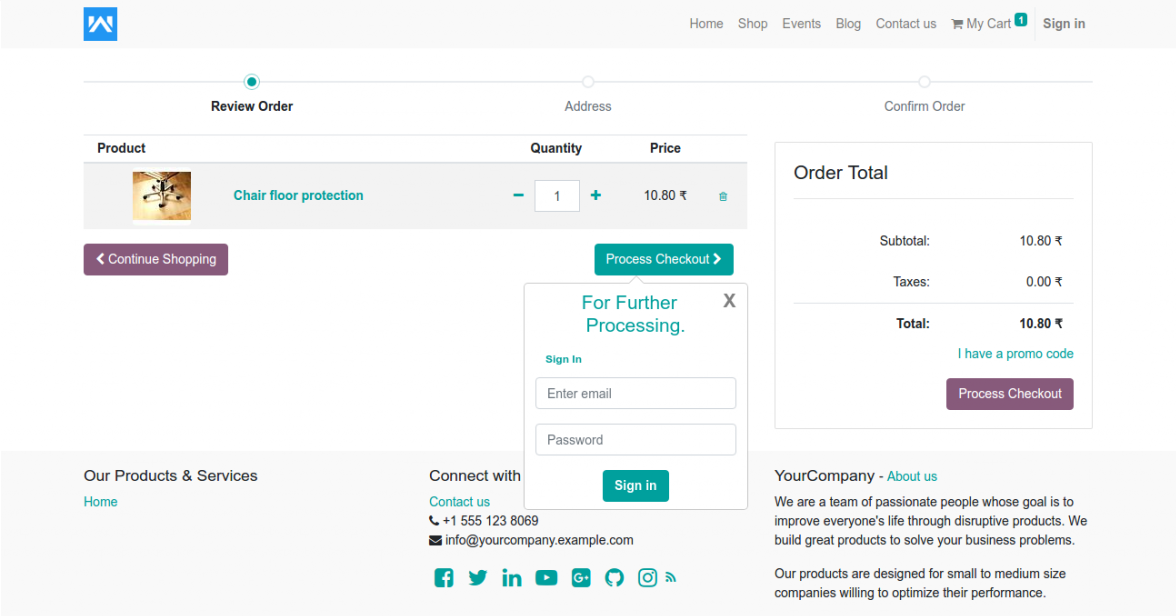 Home Shop Events Blog Contact us My Cart 1 Sign in
Review Order Address Confirm Order
Product Quantity Price
Chair floor protection 1 10.80 ₹
Continue Shopping Process Checkout
For Further X
Processing.
Sign In
Enter email
Password
Sign in
Order Total
Subtotal: 10.80 ₹
Taxes: 0.00 ₹
Total: 10.80 ₹
I have a promo code
Process Checkout
Our Products & Services
Home
Connect with
Contact us
+1 555 123 8069
info@yourcompany.example.com
YourCompany - About us
We are a team of passionate people whose goal is to
improve everyone's life through disruptive products. We
build great products to solve your business problems.
Our products are designed for small to medium size
companies willing to optimize their performance.